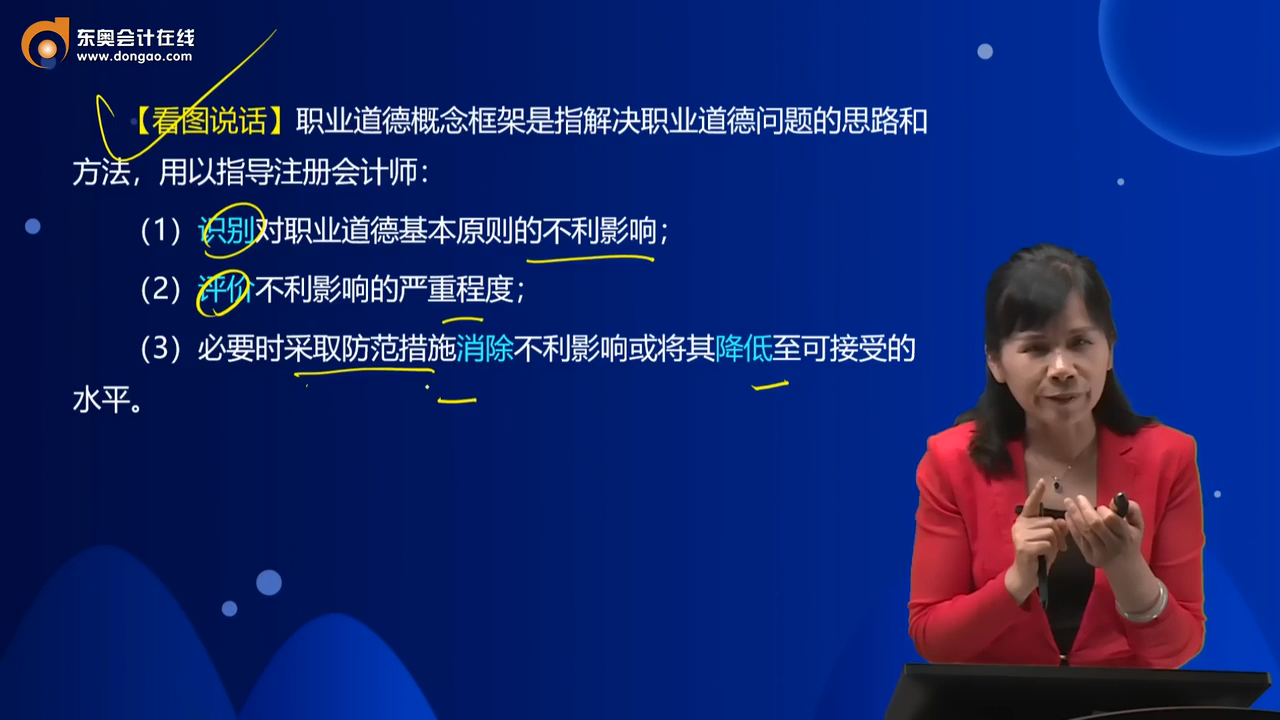 东奥会计在线
www.dongao.com
【看图说话】职业道德概念框架是指解决职业道德问题的思路和
方法，用以指导注册会计师：
（1）识别对职业道德基本原则的不利影响；
（2）评价不利影响的严重程度；
（3）必要时采取防范措施消除不利影响或将其降低至可接受的
水平。